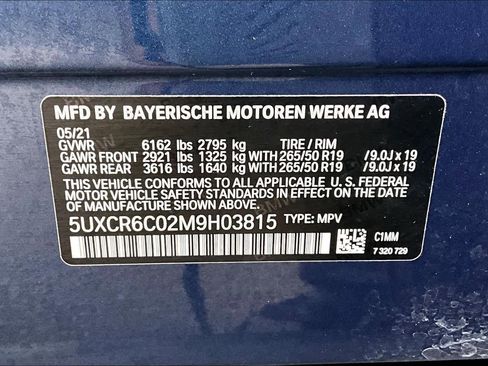 MFD BY BAYERISCHE MOTOREN WERKE AG
05/21
GVWR 6162 lbs 2795 kg TIRE / RIM
GAWR FRONT 2921 lbs 1325 kg WITH 265/50 R19 / 9.0J x 19
GAWR REAR 3616 lbs 1640 kg WITH 265/50 R19 / 9.0J x 19
THIS VEHICLE CONFORMS TO ALL APPLICABLE U. S. FEDERAL
MOTOR VEHICLE SAFETY STANDARDS IN EFFECT ON THE DATE
OF MANUFACTURE SHOWN ABOVE.
5UXCR6C02M9H03815 TYPE: MPV
C1MM
7 320 729